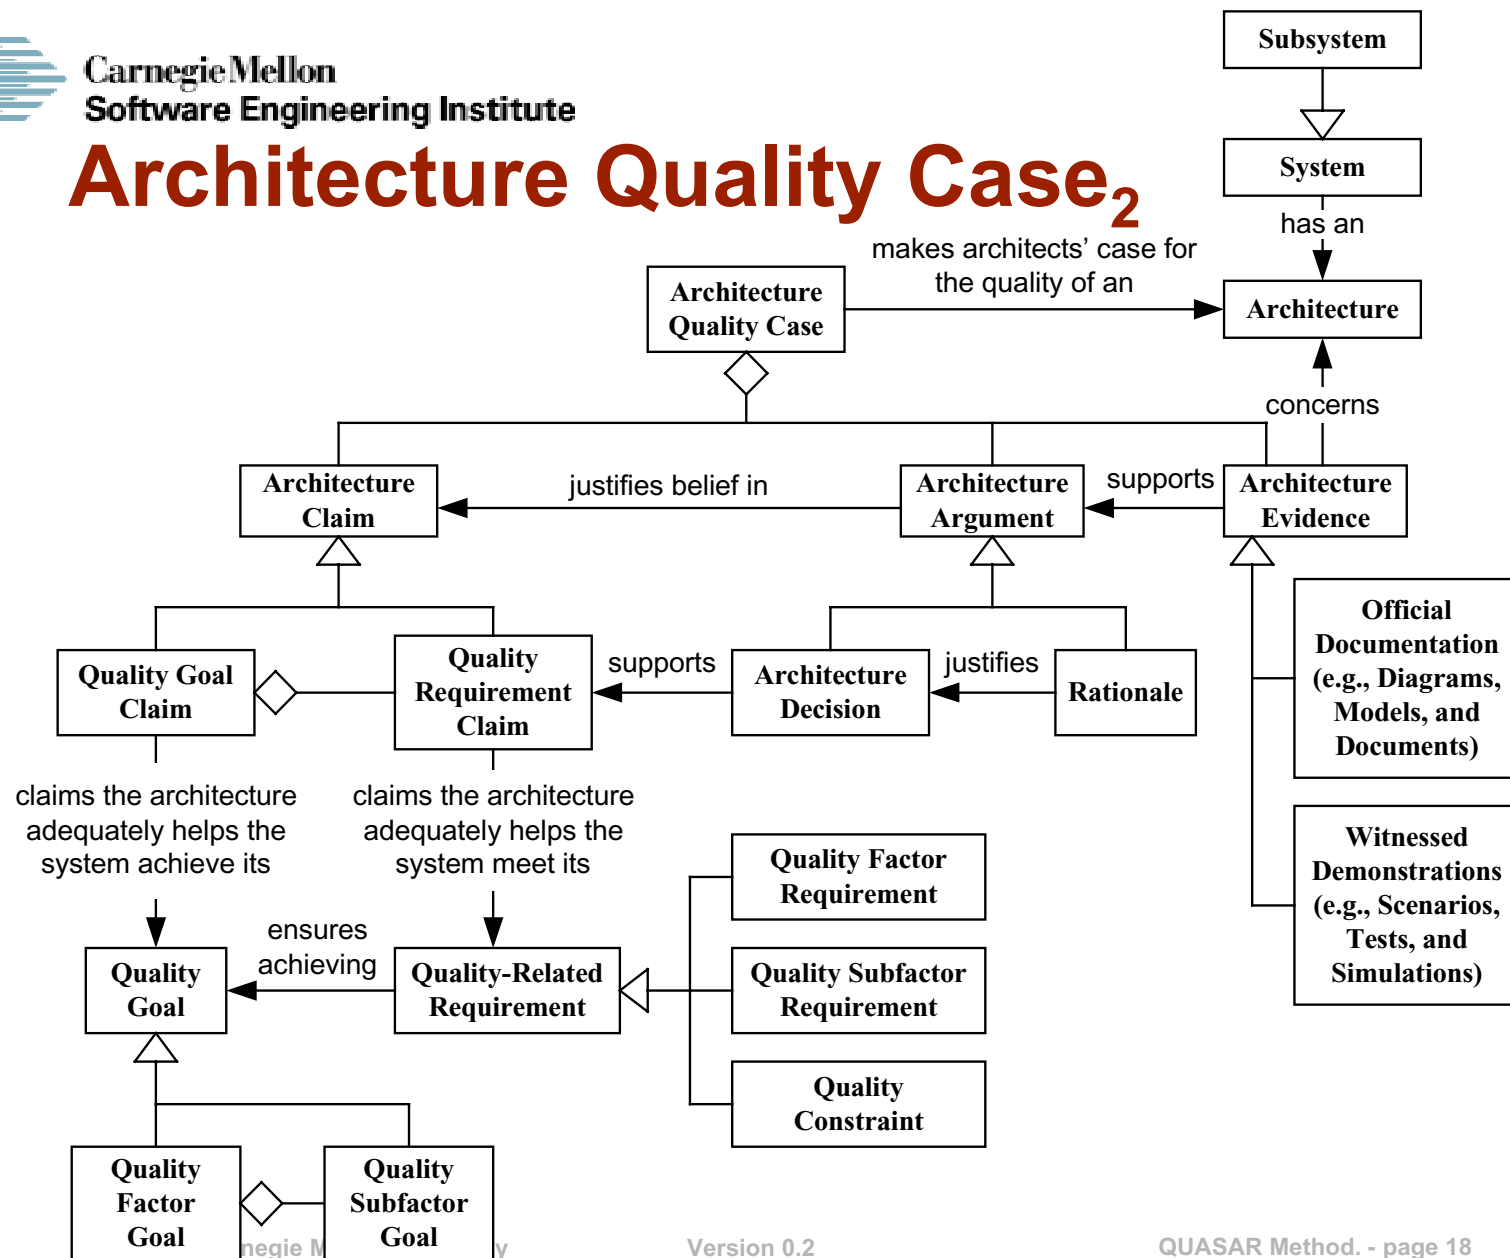 Carnegie Mellon
Software Engineering Institute
Architecture Quality Case2
Subsystem
System
has an
makes architects' case for
the quality of an
Architecture
Quality Case
Architecture
concerns
Architecture
Claim
justifies belief in
Architecture
Argument
supports
Architecture
Evidence
Official
Documentation
(e.g., Diagrams,
Models, and
Documents)
Quality Goal
Claim
Quality
Requirement
Claim
supports
Architecture
Decision
justifies
Rationale
claims the architecture
adequately helps the
system achieve its
claims the architecture
adequately helps the
system meet its
Witnessed
Demonstrations
(e.g., Scenarios,
Tests, and
Simulations)
Quality Factor
Requirement
ensures
achieving
Quality
Goal
Quality-Related
Requirement
Quality Subfactor
Requirement
Quality
Constraint
Quality
Factor
Goal
Quality
Subfactor
Goal
negie M
y
Version 0.2
QUASAR Method. - page 18